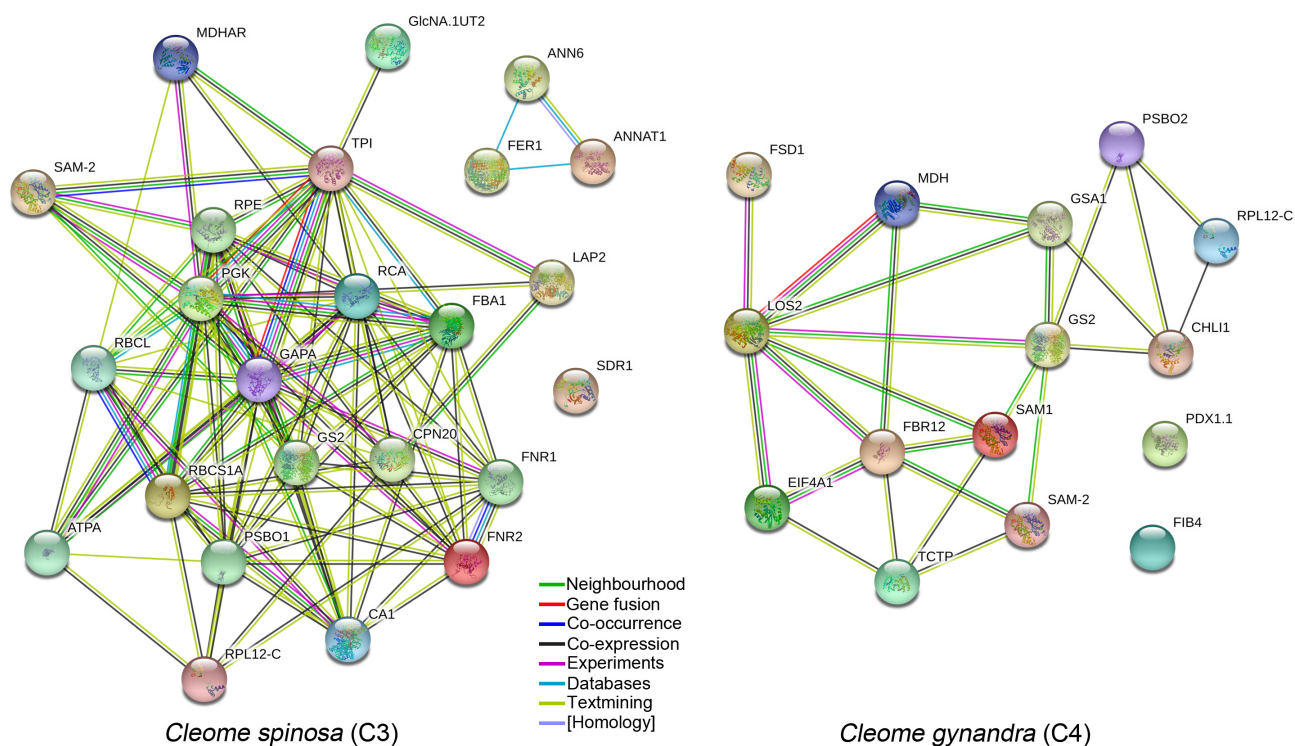 MDHAR
GlcNA.1UT2
ANN6
FER1
ANNAT1
TPI
SAM-2
RPE
PGK
RCA
LAP2
FBA1
RBCL
GAPA
SDR1
GS2
CPN20
FNR1
RBCS1A
ATPA
PSBO1
FNR2
CA1
RPL12-C
Neighbourhood
Gene fusion
Co-occurrence
Co-expression
Experiments
Databases
Textmining
[Homology]
Cleome spinosa (C3)
PSBO2
FSD1
MDH
GSA1
RPL12-C
LOS2
GS2
CHLI1
SAM1
FBR12
PDX1.1
EIF4A1
SAM-2
FIB4
TCTP
Cleome gynandra (C4)